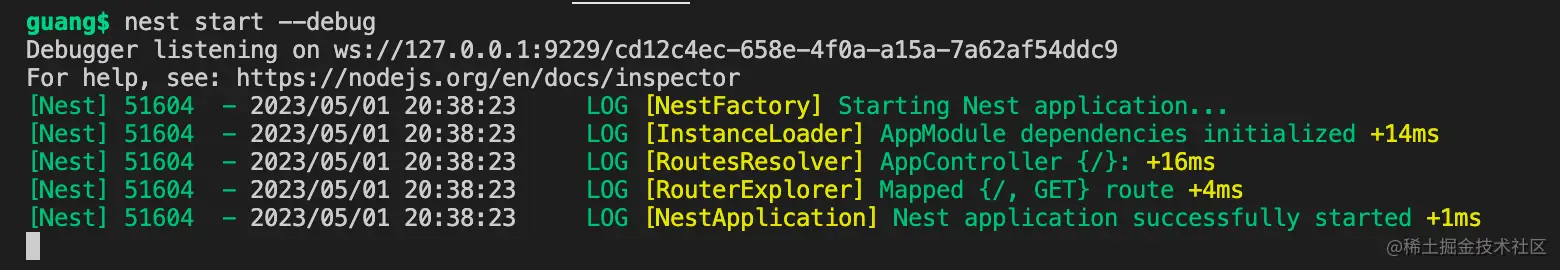 guang$ nest start --debug
Debugger listening on ws://127.0.0.1:9229/cd12c4ec-658e-4f0a-a15a-7a62af54ddc9
For help, see: https://nodejs.org/en/docs/inspector
[Nest] 51604  - 2023/05/01 20:38:23     LOG [NestFactory] Starting Nest application...
[Nest] 51604  - 2023/05/01 20:38:23     LOG [InstanceLoader] AppModule dependencies initialized +14ms
[Nest] 51604  - 2023/05/01 20:38:23     LOG [RoutesResolver] AppController {/}: +16ms
[Nest] 51604  - 2023/05/01 20:38:23     LOG [RouterExplorer] Mapped {/, GET} route +4ms
[Nest] 51604  - 2023/05/01 20:38:23     LOG [NestApplication] Nest application successfully started +1ms
@稀土掘金技术社区